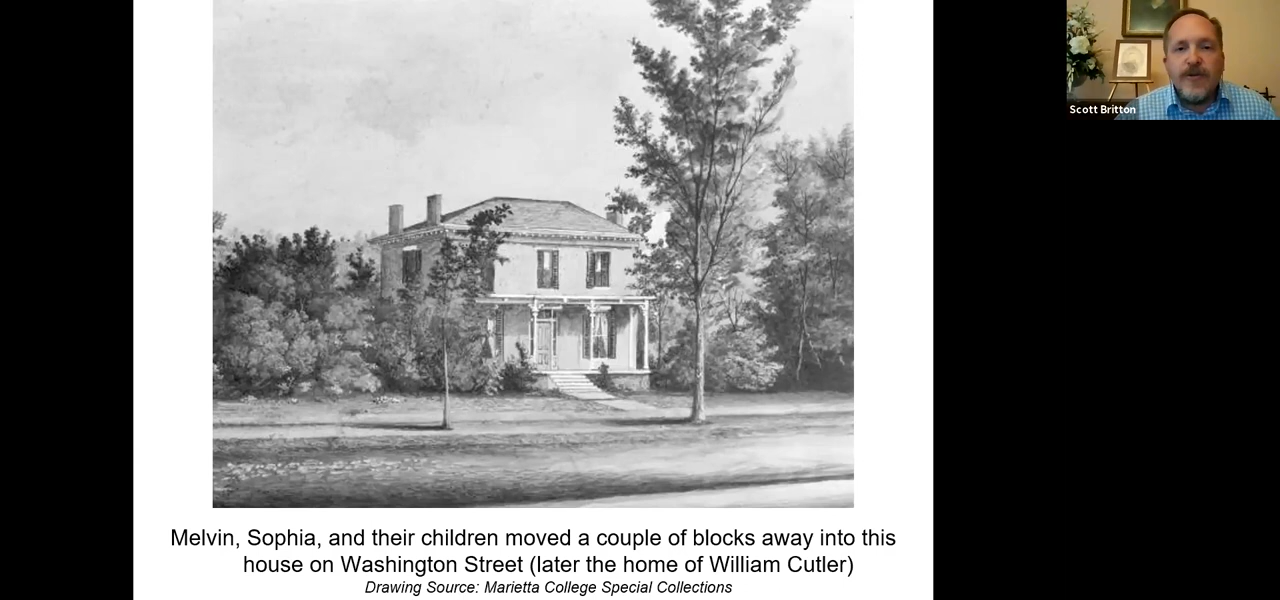 Scott Britton
Melvin, Sophia, and their children moved a couple of blocks away into this
house on Washington Street (later the home of William Cutler)
Drawing Source: Marietta College Special Collections